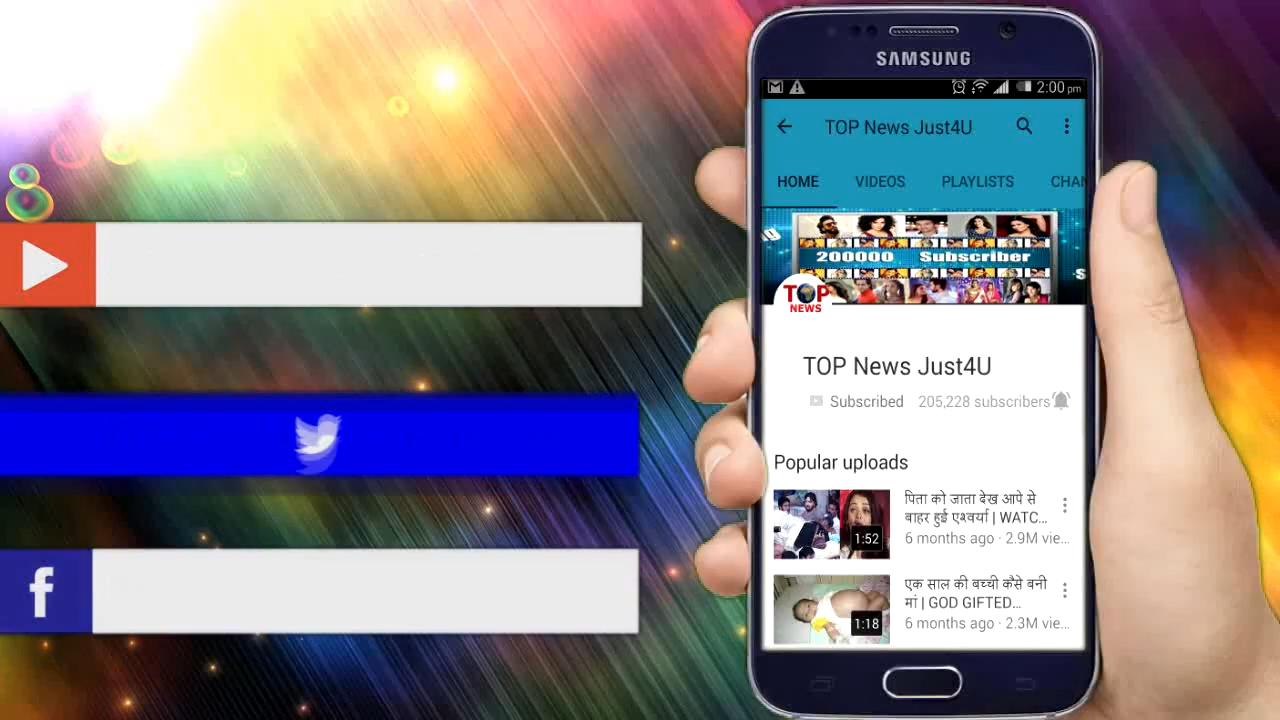 SAMSUNG
2:00 pm
TOP News Just4U
HOME VIDEOS PLAYLISTS CHAN
200000 Subscriber
TOP
NEWS
TOP News Just4U
Subscribed 205,228 subscribers
Popular uploads
पिता को जाता देख आपे से
बाहर हुई एश्वर्या | WATC...
1:52
6 months ago · 2.9M vie...
एक साल की बच्ची कैसे बनी
मां | GOD GIFTED...
1:18
6 months ago · 2.3M vie...